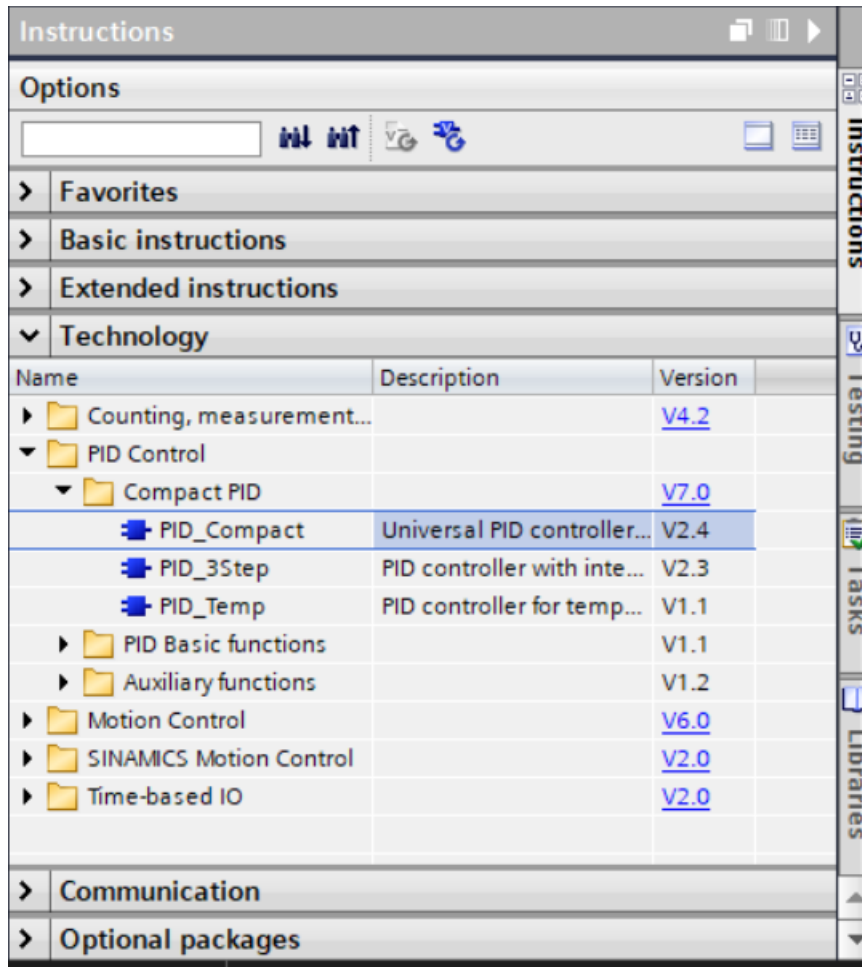 Instructions
Options
Favorites
Basic instructions
Extended instructions
Technology
Name Description Version
Counting, measurement... V4.2
PID Control
Compact PID V7.0
PID_Compact Universal PID controller... V2.4
PID_3Step PID controller with inte... V2.3
PID_Temp PID controller for temp... V1.1
PID Basic functions V1.1
Auxiliary functions V1.2
Motion Control V6.0
SINAMICS Motion Control V2.0
Time-based IO V2.0
Communication
Optional packages
Instructions
Testing
Tasks
Libraries